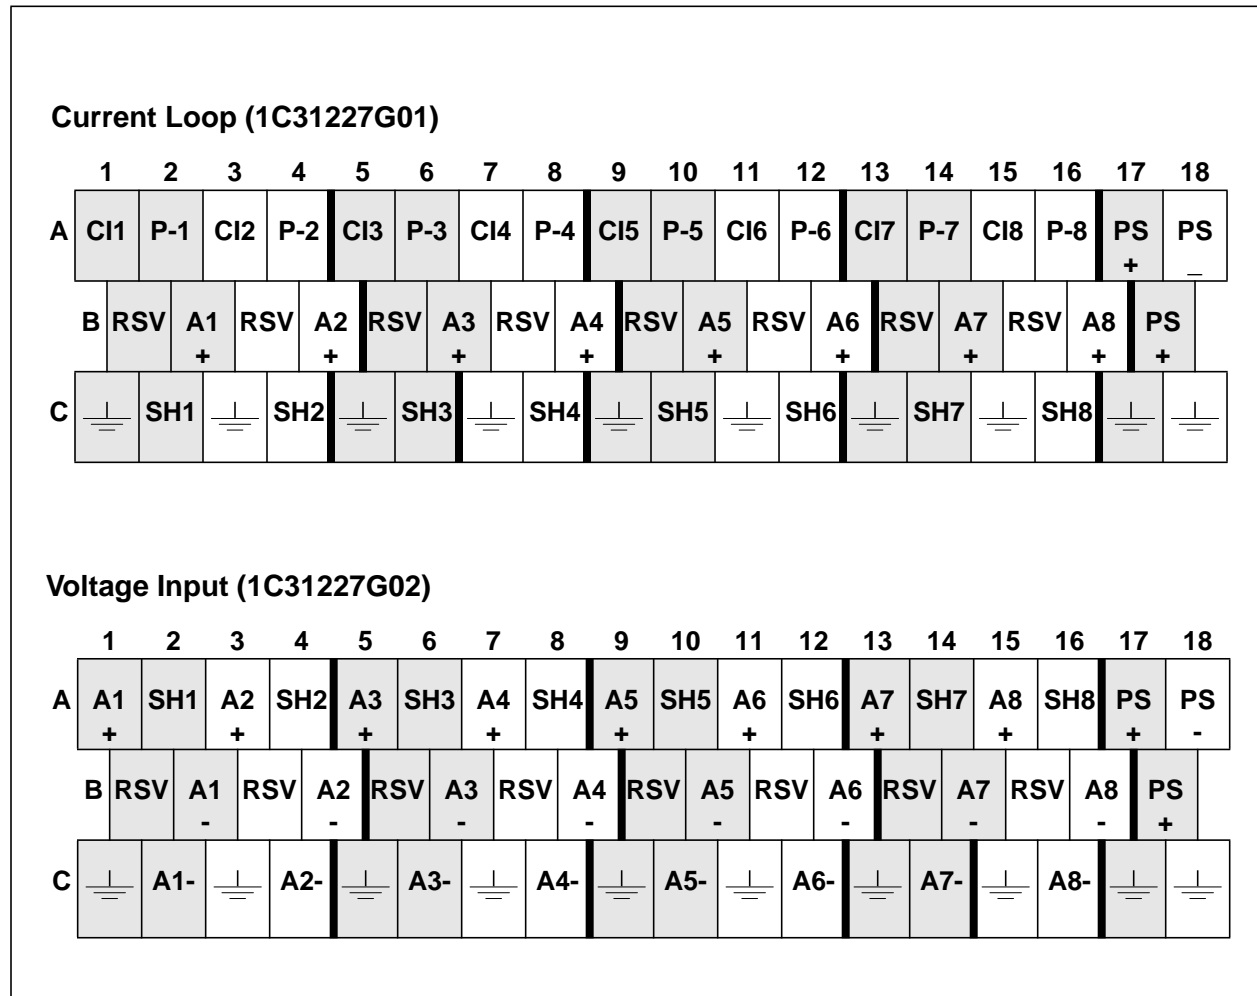 Current Loop (1C31227G01)
1 2 3 4 5 6 7 8 9 10 11 12 13 14 15 16 17 18
A CI1 P-1 CI2 P-2 CI3 P-3 CI4 P-4 CI5 P-5 CI6 P-6 CI7 P-7 CI8 P-8 PS PS
+ _
B RSV A1 RSV A2 RSV A3 RSV A4 RSV A5 RSV A6 RSV A7 RSV A8 PS
+ + + + + + + + +
C SH1 SH2 SH3 SH4 SH5 SH6 SH7 SH8
Voltage Input (1C31227G02)
1 2 3 4 5 6 7 8 9 10 11 12 13 14 15 16 17 18
A A1 SH1 A2 SH2 A3 SH3 A4 SH4 A5 SH5 A6 SH6 A7 SH7 A8 SH8 PS PS
+ + + + + + + + + -
B RSV A1 RSV A2 RSV A3 RSV A4 RSV A5 RSV A6 RSV A7 RSV A8 PS
- - - - - - - - +
C A1- A2- A3- A4- A5- A6- A7- A8-